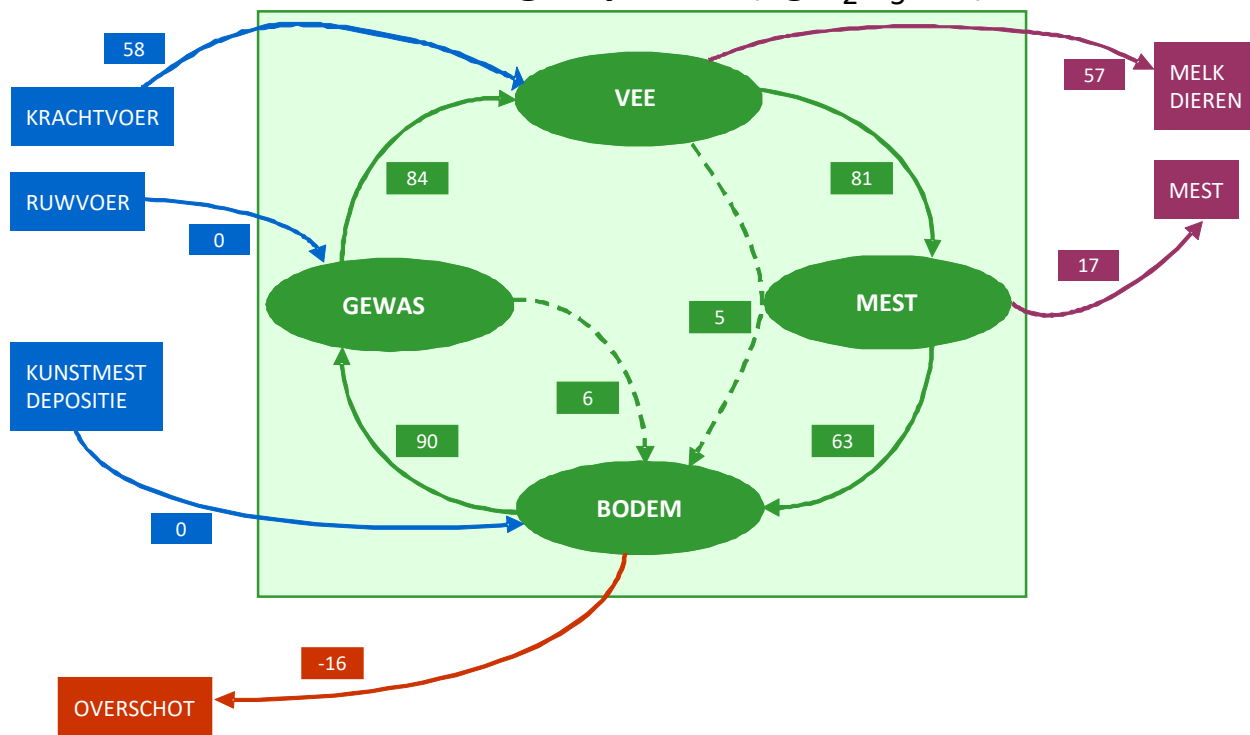 58
VEE
57
MELK
DIEREN
KRACHTVOER
84
81
RUWVOER
MEST
0
17
GEWAS
MEST
5
KUNSTMEST
DEPOSITIE
6
90
63
BODEM
0
-16
OVERSCHOT